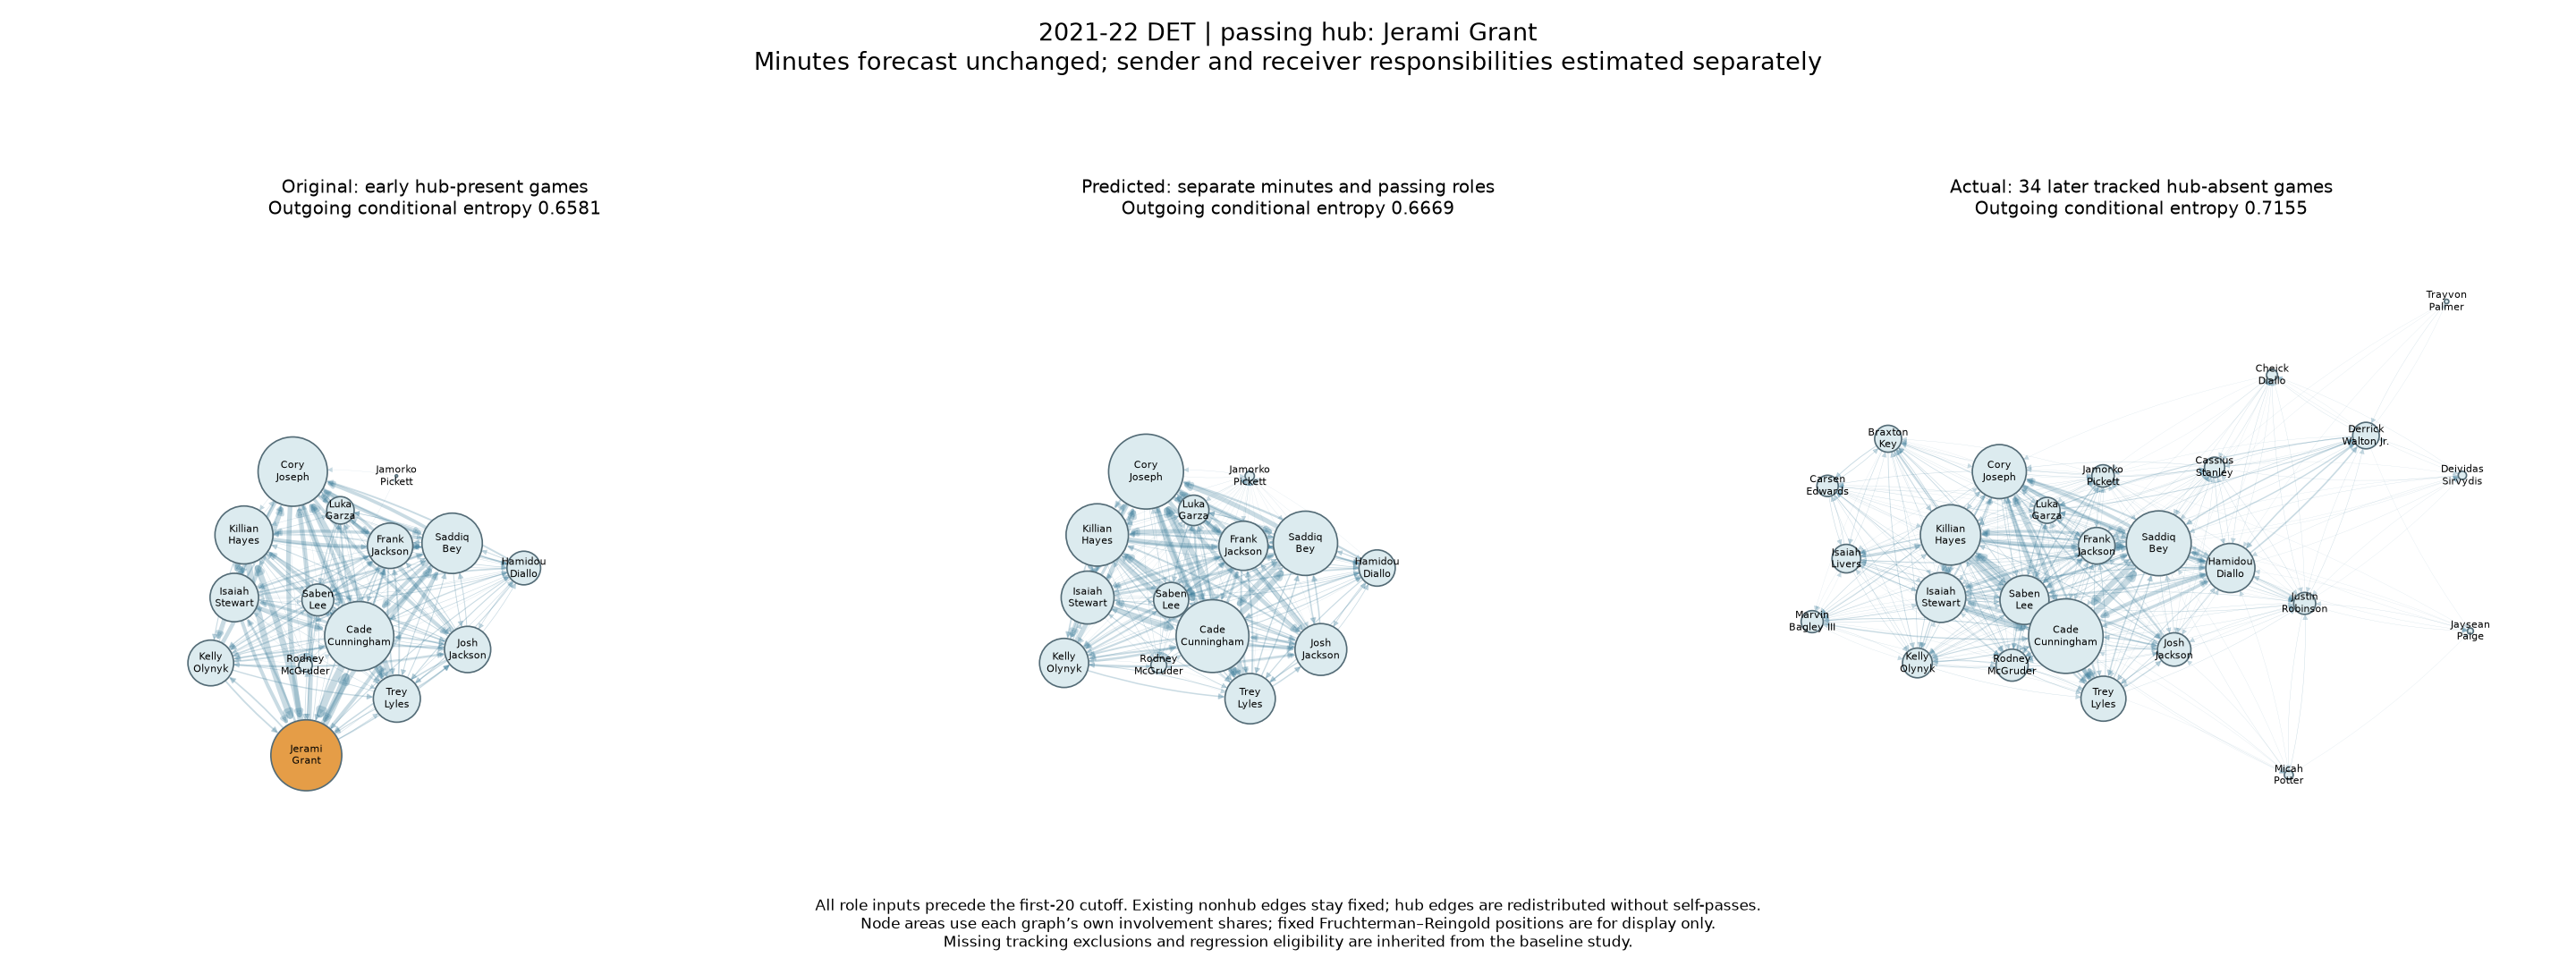 2021-22 DET | passing hub: Jerami Grant
Minutes forecast unchanged; sender and receiver responsibilities estimated separately
Original: early hub-present games
Outgoing conditional entropy 0.6581
Cory
Joseph
Jamorko
Pickett
Luka
Garza
Killian
Hayes
Frank
Jackson
Saddiq
Bey
Hamidou
Diallo
Isaiah
Stewart
Saben
Lee
Cade
Cunningham
Josh
Jackson
Kelly
Olynyk
Rodney
McGruder
Trey
Lyles
Jerami
Grant
Predicted: separate minutes and passing roles
Outgoing conditional entropy 0.6669
Cory
Joseph
Jamorko
Pickett
Luka
Garza
Killian
Hayes
Frank
Jackson
Saddiq
Bey
Hamidou
Diallo
Isaiah
Stewart
Saben
Lee
Cade
Cunningham
Josh
Jackson
Kelly
Olynyk
Rodney
McGruder
Trey
Lyles
Actual: 34 later tracked hub-absent games
Outgoing conditional entropy 0.7155
Trayvon
Palmer
Cheick
Diallo
Braxton
Key
Derrick
Walton Jr.
Cory
Joseph
Jamorko
Pickett
Cassius
Stanley
Deividas
Sirvydis
Carsen
Edwards
Luka
Garza
Killian
Hayes
Frank
Jackson
Saddiq
Bey
Isaiah
Livers
Hamidou
Diallo
Isaiah
Stewart
Saben
Lee
Justin
Robinson
Marvin
Bagley III
Cade
Cunningham
Jaysean
Paige
Josh
Jackson
Kelly
Olynyk
Rodney
McGruder
Trey
Lyles
Micah
Potter
All role inputs precede the first-20 cutoff. Existing nonhub edges stay fixed; hub edges are redistributed without self-passes.
Node areas use each graph’s own involvement shares; fixed Fruchterman–Reingold positions are for display only.
Missing tracking exclusions and regression eligibility are inherited from the baseline study.